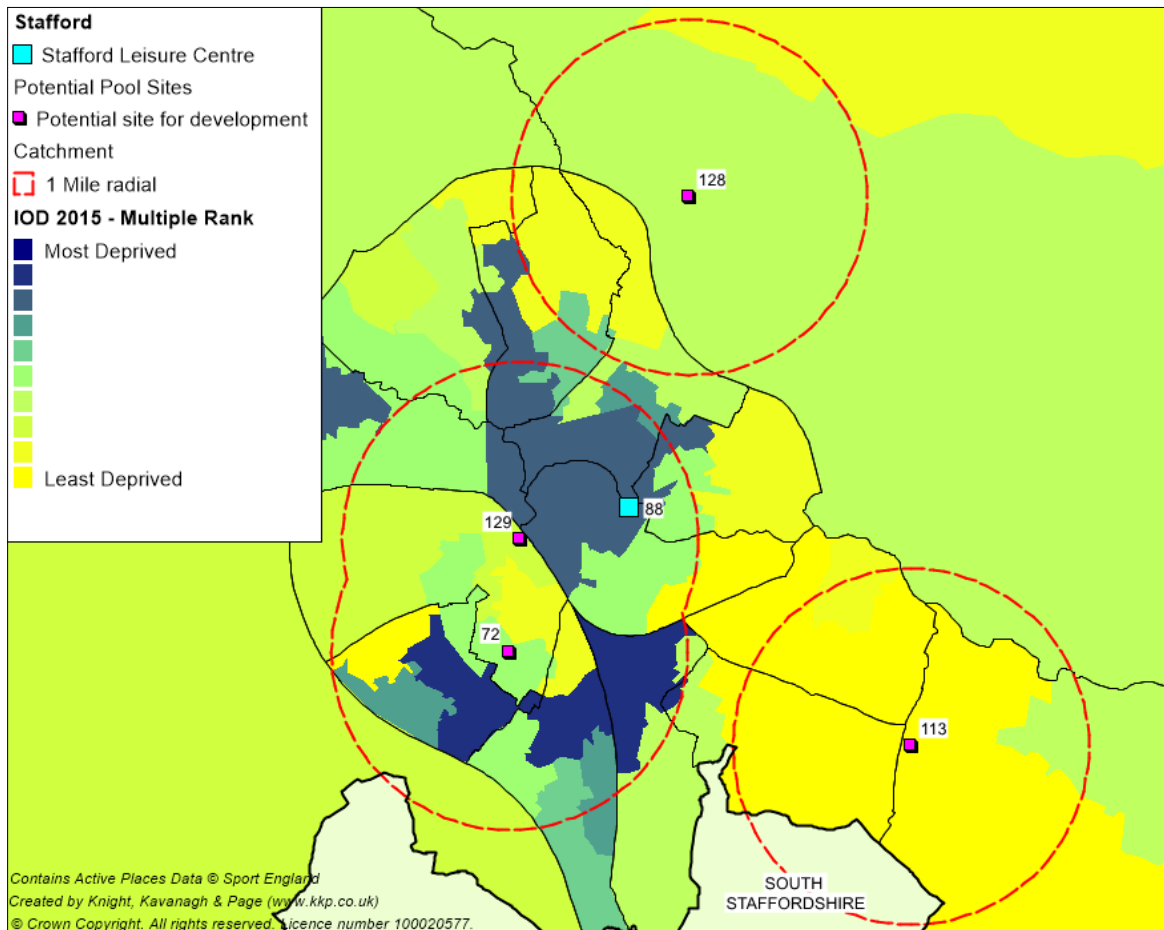 Stafford
Stafford Leisure Centre
Potential Pool Sites
Potential site for development
Catchment
1 Mile radial
IOD 2015 - Multiple Rank
Most Deprived
Least Deprived
128
88
129
72
113
SOUTH
STAFFORDSHIRE
Contains Active Places Data © Sport England
Created by Knight, Kavanagh & Page (www.kkp.co.uk)
© Crown Copyright. All rights reserved. Licence number 100020577.